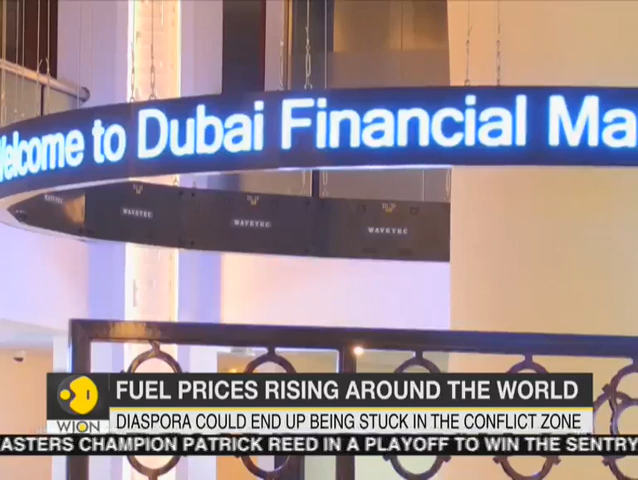 Welcome to Dubai Financial Ma
WAVETEC
WAVETEC
WAVETEC
FUEL PRICES RISING AROUND THE WORLD
WION
DIASPORA COULD END UP BEING STUCK IN THE CONFLICT ZONE
ASTERS CHAMPION PATRICK REED IN A PLAYOFF TO WIN THE SENTRY